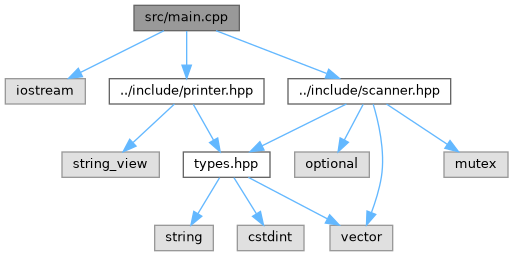 src/main.cpp
iostream
../include/printer.hpp
../include/scanner.hpp
string_view
types.hpp
optional
mutex
string
cstdint
vector